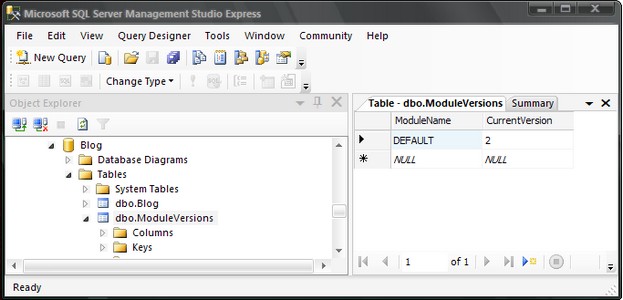 Microsoft SQL Server Management Studio Express
File Edit View Query Designer Tools Window Community Help
New Query
Change Type
Object Explorer
Blog
Database Diagrams
Tables
System Tables
dbo.Blog
dbo.ModuleVersions
Columns
Keys
Table - dbo.ModuleVersions Summary
ModuleName CurrentVersion
DEFAULT 2
NULL NULL
1 of 1
Ready